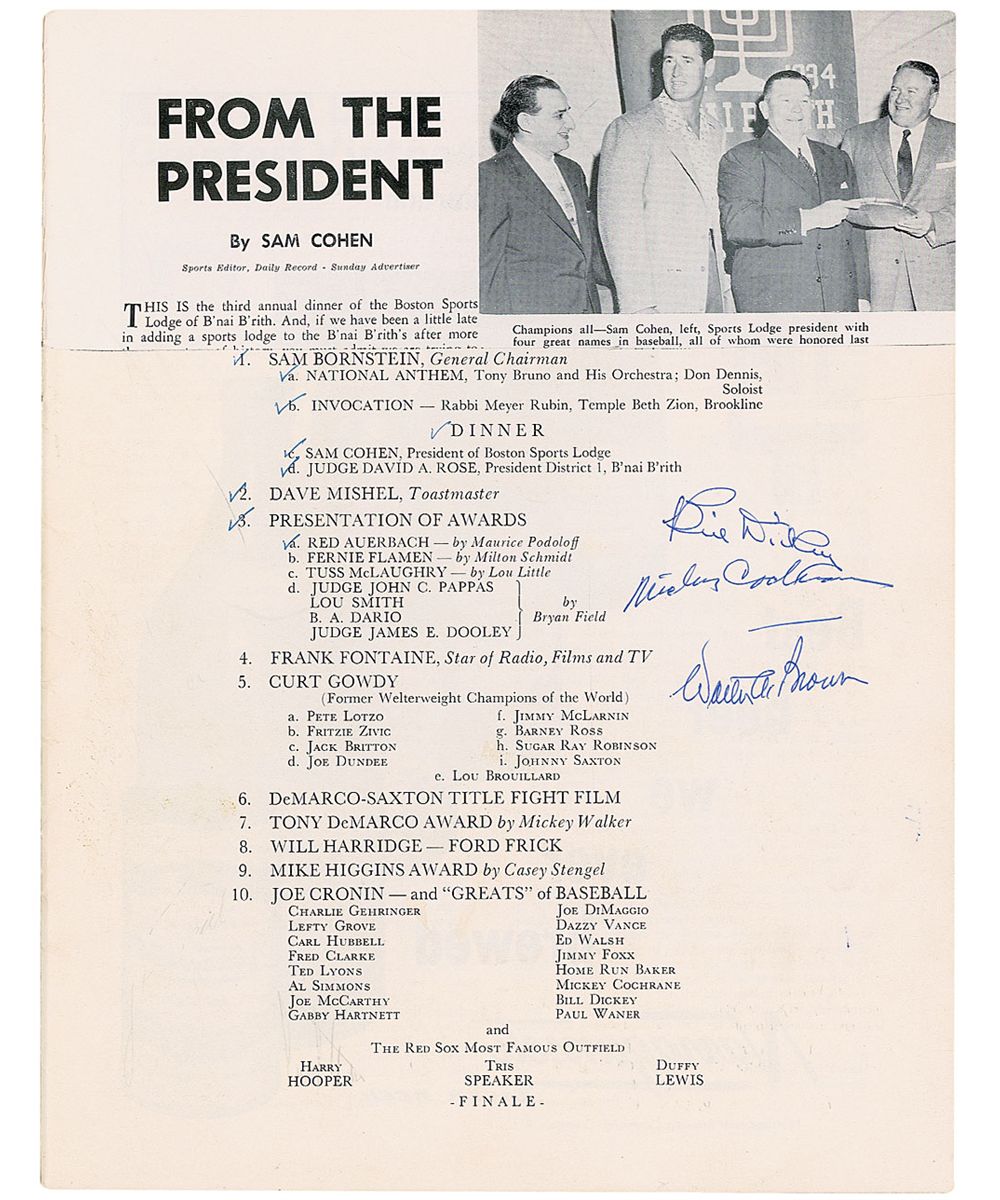 1934
FROM THE
PRESIDENT
By SAM COHEN
Sports Editor, Daily Record - Sunday Advertiser
THIS IS the third annual dinner of the Boston Sports
Lodge of B'nai B'rith. And, if we have been a little late
in adding a sports lodge to the B'nai B'rith's after more
Champions all—Sam Cohen, left, Sports Lodge president with
four great names in baseball, all of whom were honored last
1. SAM BORNSTEIN, General Chairman
a. NATIONAL ANTHEM, Tony Bruno and His Orchestra; Don Dennis,
Soloist
b. INVOCATION — Rabbi Meyer Rubin, Temple Beth Zion, Brookline
DINNER
c. SAM COHEN, President of Boston Sports Lodge
d. JUDGE DAVID A. ROSE, President District 1, B'nai B'rith
2. DAVE MISHEL, Toastmaster
3. PRESENTATION OF AWARDS
a. RED AUERBACH — by Maurice Podoloff
b. FERNIE FLAMEN — by Milton Schmidt
c. TUSS McLAUGHRY — by Lou Little
d. JUDGE JOHN C. PAPPAS
LOU SMITH
B. A. DARIO
JUDGE JAMES E. DOOLEY
by
Bryan Field
Bill Dickey
Mickey Cochrane
Walter A Brown
4. FRANK FONTAINE, Star of Radio, Films and TV
5. CURT GOWDY
(Former Welterweight Champions of the World)
a. PETE LOTZO
b. FRITZIE ZIVIC
c. JACK BRITTON
d. JOE DUNDEE
f. JIMMY McLARNIN
g. BARNEY ROSS
h. SUGAR RAY ROBINSON
i. JOHNNY SAXTON
e. LOU BROUILLARD
6. DeMARCO-SAXTON TITLE FIGHT FILM
7. TONY DeMARCO AWARD by Mickey Walker
8. WILL HARRIDGE — FORD FRICK
9. MIKE HIGGINS AWARD by Casey Stengel
10. JOE CRONIN — and "GREATS" of BASEBALL
CHARLIE GEHRINGER
LEFTY GROVE
CARL HUBBELL
FRED CLARKE
TED LYONS
AL SIMMONS
JOE McCARTHY
GABBY HARTNETT
JOE DiMAGGIO
DAZZY VANCE
ED WALSH
JIMMY FOXX
HOME RUN BAKER
MICKEY COCHRANE
BILL DICKEY
PAUL WANER
and
THE RED SOX MOST FAMOUS OUTFIELD
HARRY
HOOPER
TRIS
SPEAKER
DUFFY
LEWIS
-FINALE-